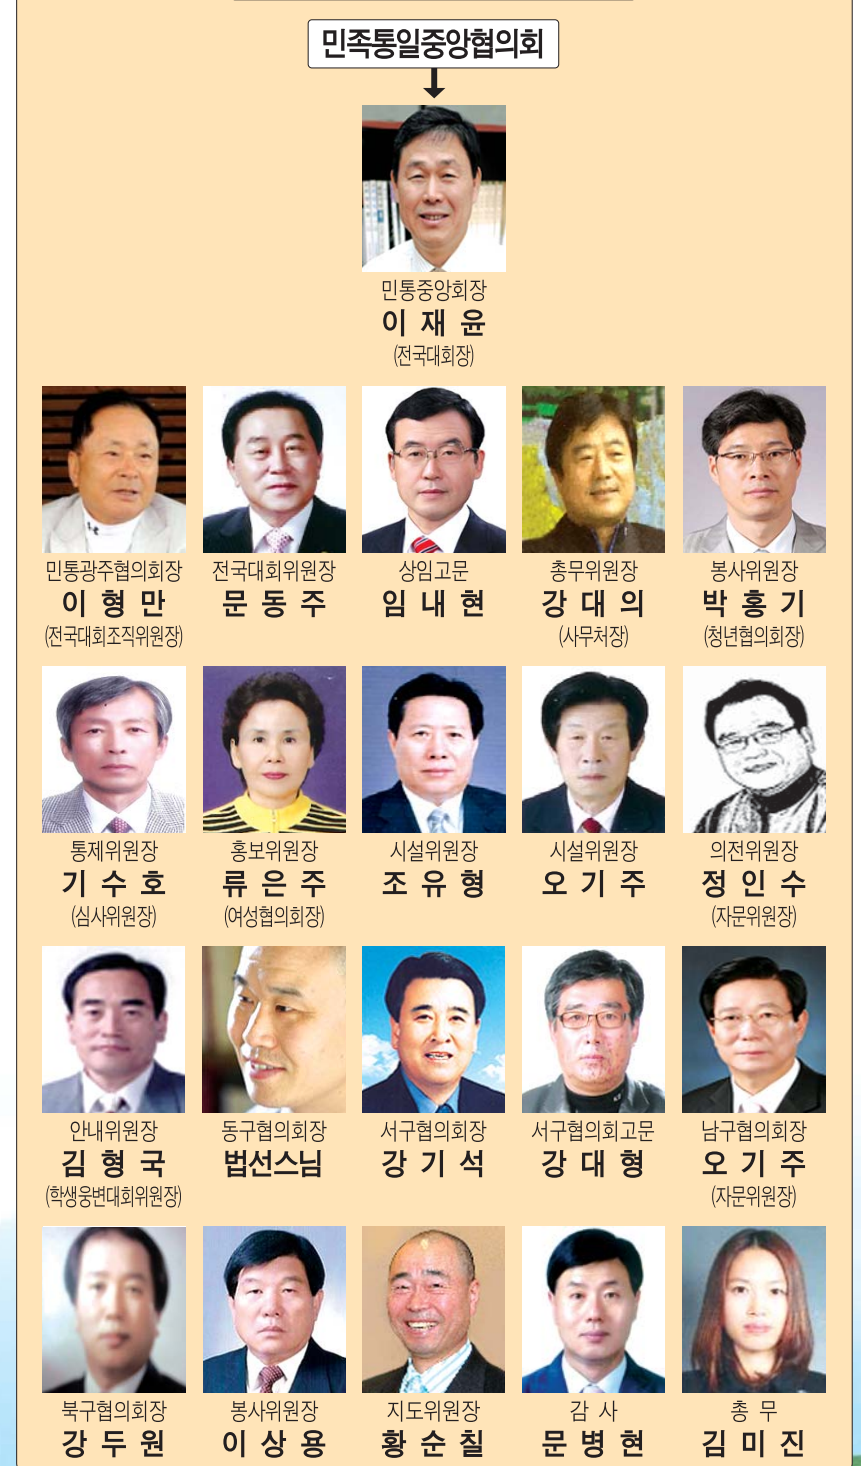 민족통일중앙협의회
민통중앙회장
이 재 윤
(전국대회장)
민통광주협의회장 전국대회위원장 상임고문 총무위원장 봉사위원장
이 형 만 문 동 주 임 내 현 강 대 의 박 홍 기
(전국대회조직위원장) (사무처장) (청년협의회장)
통제위원장 홍보위원장 시설위원장 시설위원장 의전위원장
기 수 호 류 은 주 조 유 형 오 기 주 정 인 수
(심사위원장) (여성협의회장) (자문위원장)
안내위원장 동구협의회장 서구협의회장 서구협의회고문 남구협의회장
김 형 국 법선스님 강 기 석 강 대 형 오 기 주
(학생웅변대회위원장) (자문위원장)
북구협의회장 봉사위원장 지도위원장 감 사 총 무
강 두 원 이 상 용 황 순 칠 문 병 현 김 미 진